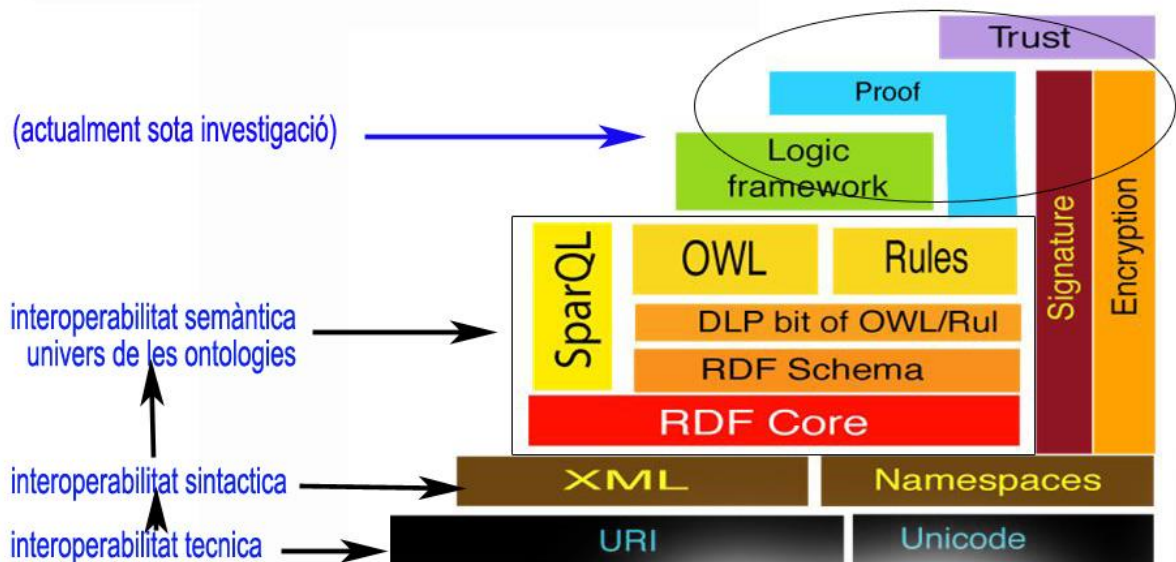 Trust
Proof
(actualment sota investigació)
Logic
framework
SparQL
OWL
Rules
Signature
Encryption
interoperabilitat semàntica
univers de les ontologies
DLP bit of OWL/Rul
RDF Schema
RDF Core
interoperabilitat sintactica
XML
Namespaces
interoperabilitat tecnica
URI
Unicode